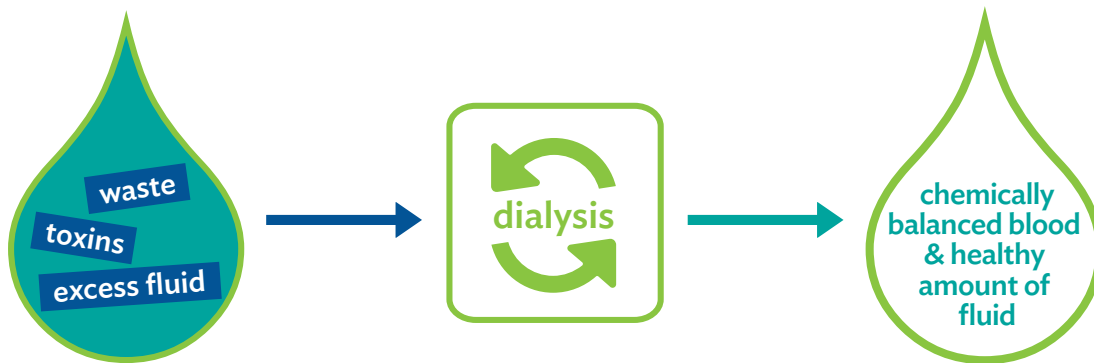 waste
toxins
excess fluid
dialysis
chemically
balanced blood
& healthy
amount of
fluid